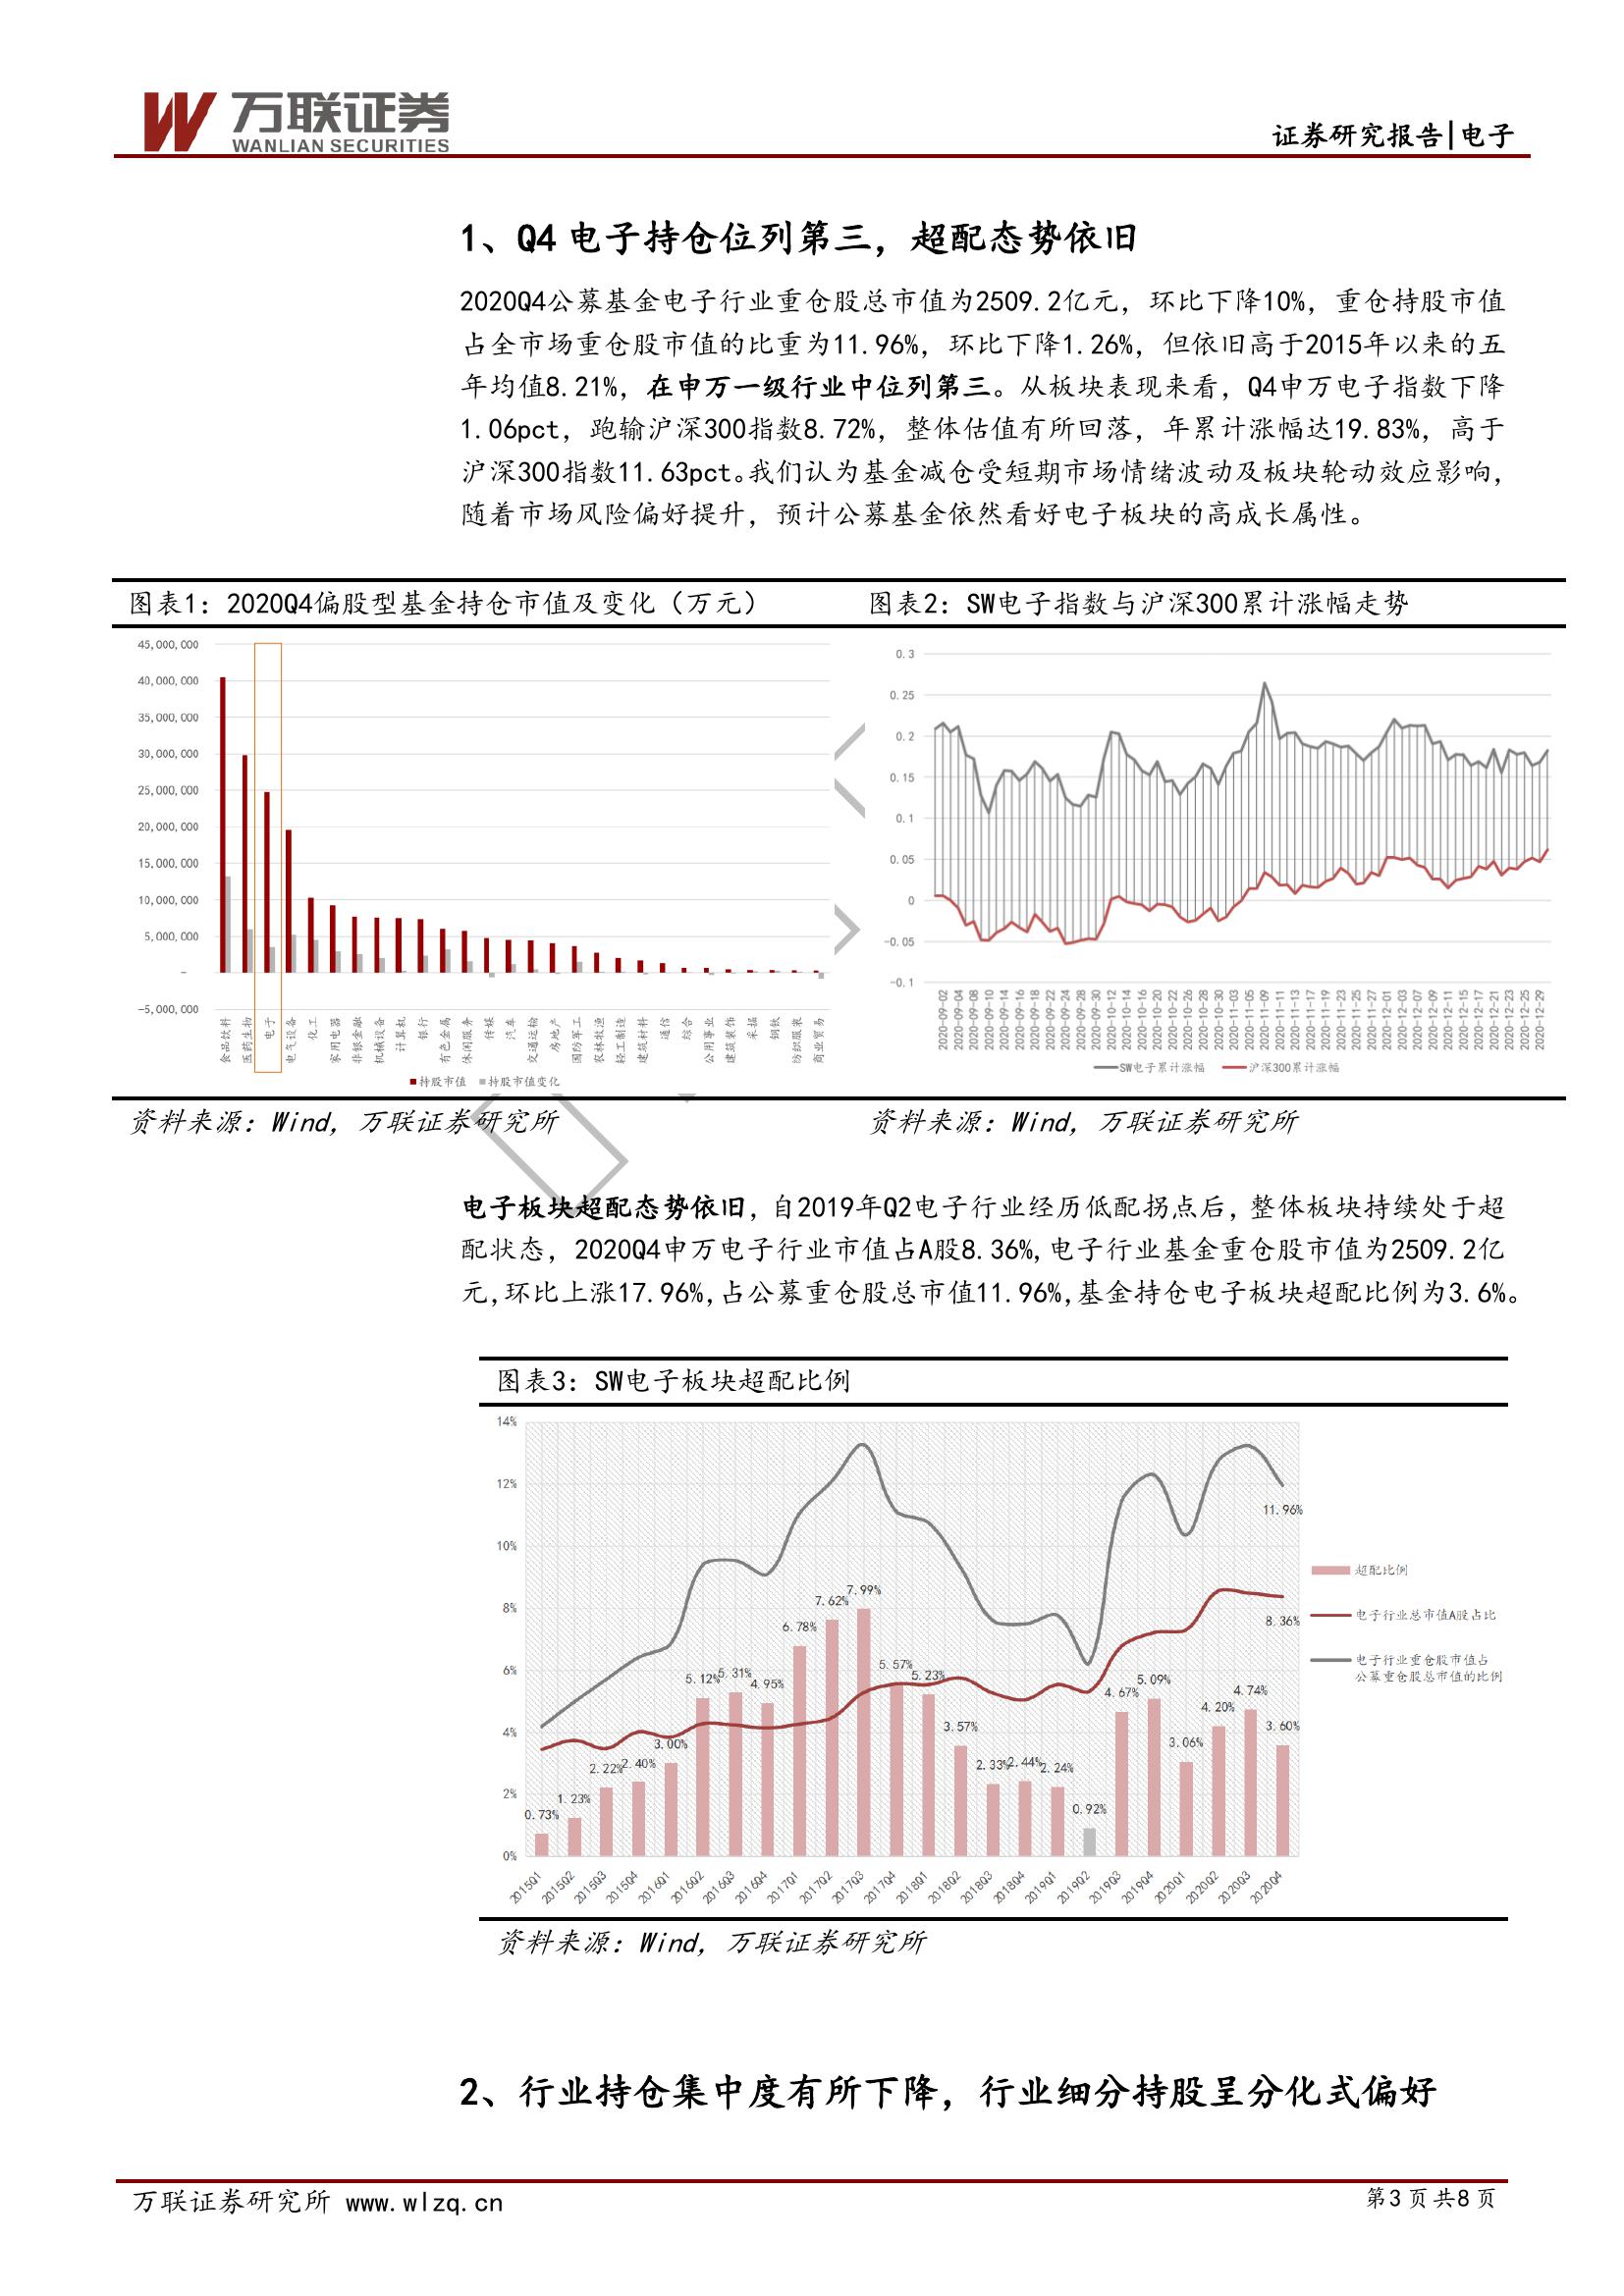 万联证券
WANLIAN SECURITIES
证券研究报告|电子
1、Q4 电子持仓位列第三，超配态势依旧
2020Q4公募基金电子行业重仓股总市值为2509.2亿元，环比下降10%，重仓持股市值
占全市场重仓股市值的比重为11.96%，环比下降1.26%，但依旧高于2015年以来的五
年均值8.21%，在申万一级行业中位列第三。从板块表现来看，Q4申万电子指数下降
1.06pct，跑输沪深300指数8.72%，整体估值有所回落，年累计涨幅达19.83%，高于
沪深300指数11.63pct。我们认为基金减仓受短期市场情绪波动及板块轮动效应影响，
随着市场风险偏好提升，预计公募基金依然看好电子板块的高成长属性。
图表1：2020Q4偏股型基金持仓市值及变化（万元）
45,000,000
40,000,000
35,000,000
30,000,000
25,000,000
20,000,000
15,000,000
10,000,000
5,000,000
-
-5,000,000
食品饮料
医药生物
电子
电气设备
化工
家用电器
非银金融
机械设备
计算机
银行
有色金属
休闲服务
传媒
汽车
交通运输
房地产
国防军工
农林牧渔
轻工制造
建筑材料
通信
综合
公用事业
建筑装饰
采掘
钢铁
纺织服装
商业贸易
持股市值 持股市值变化
资料来源：Wind，万联证券研究所
图表2：SW电子指数与沪深300累计涨幅走势
0.3
0.25
0.2
0.15
0.1
0.05
0
-0.05
-0.1
2020-09-02
2020-09-04
2020-09-08
2020-09-10
2020-09-14
2020-09-16
2020-09-18
2020-09-22
2020-09-24
2020-09-28
2020-09-30
2020-10-12
2020-10-14
2020-10-16
2020-10-20
2020-10-22
2020-10-26
2020-10-28
2020-10-30
2020-11-03
2020-11-05
2020-11-09
2020-11-11
2020-11-13
2020-11-17
2020-11-19
2020-11-23
2020-11-25
2020-11-27
2020-12-01
2020-12-03
2020-12-07
2020-12-09
2020-12-11
2020-12-15
2020-12-17
2020-12-21
2020-12-23
2020-12-25
2020-12-29
SW电子累计涨幅 沪深300累计涨幅
资料来源：Wind，万联证券研究所
电子板块超配态势依旧，自2019年Q2电子行业经历低配拐点后，整体板块持续处于超
配状态，2020Q4申万电子行业市值占A股8.36%,电子行业基金重仓股市值为2509.2亿
元,环比上涨17.96%,占公募重仓股总市值11.96%,基金持仓电子板块超配比例为3.6%。
图表3：SW电子板块超配比例
14%
12%
10%
8%
6%
4%
2%
0%
0.73%
1.23%
2.22%
2.40%
3.00%
5.12%
5.31%
4.95%
6.78%
7.62%
7.99%
5.57%
5.23%
3.57%
2.33%
2.44%
2.24%
0.92%
4.67%
5.09%
3.06%
4.20%
4.74%
3.60%
11.96%
8.36%
2015Q1
2015Q2
2015Q3
2015Q4
2016Q1
2016Q2
2016Q3
2016Q4
2017Q1
2017Q2
2017Q3
2017Q4
2018Q1
2018Q2
2018Q3
2018Q4
2019Q1
2019Q2
2019Q3
2019Q4
2020Q1
2020Q2
2020Q3
2020Q4
超配比例
电子行业总市值A股占比
电子行业重仓股市值占
公募重仓股总市值的比例
资料来源：Wind，万联证券研究所
2、行业持仓集中度有所下降，行业细分持股呈分化式偏好
万联证券研究所 www.wlzq.cn
第3页共8页